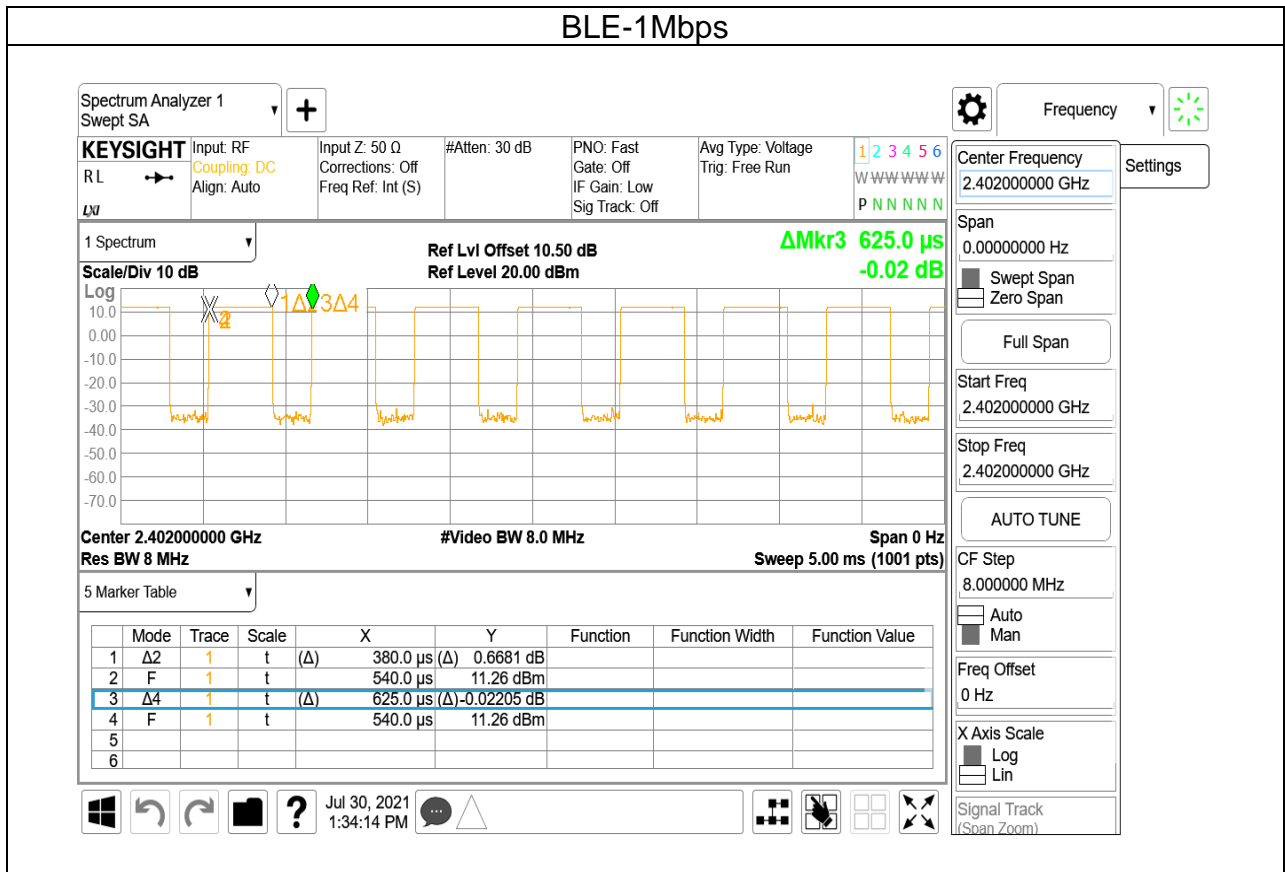 BLE-1Mbps
Spectrum Analyzer 1
Swept SA
Frequency
KEYSIGHT
RL
LXI
Input: RF
Coupling: DC
Align: Auto
Input Z: 50 Ω
Corrections: Off
Freq Ref: Int (S)
#Atten: 30 dB
PNO: Fast
Gate: Off
IF Gain: Low
Sig Track: Off
Avg Type: Voltage
Trig: Free Run
1 2 3 4 5 6
W W W W W W
P N N N N N
Center Frequency
2.402000000 GHz
Settings
Span
0.00000000 Hz
Swept Span
Zero Span
Full Span
Start Freq
2.402000000 GHz
Stop Freq
2.402000000 GHz
AUTO TUNE
CF Step
8.000000 MHz
Auto
Man
Freq Offset
0 Hz
X Axis Scale
Log
Lin
Signal Track
(Span Zoom)
1 Spectrum
Scale/Div 10 dB
Ref Lvl Offset 10.50 dB
Ref Level 20.00 dBm
ΔMkr3 625.0 µs
-0.02 dB
Log
1Δ2 3Δ4
10.0
0.00
-10.0
-20.0
-30.0
-40.0
-50.0
-60.0
-70.0
Center 2.402000000 GHz #Video BW 8.0 MHz Span 0 Hz
Res BW 8 MHz Sweep 5.00 ms (1001 pts)
5 Marker Table
Mode Trace Scale X Y Function Function Width Function Value
1 Δ2 1 t (Δ) 380.0 µs (Δ) 0.6681 dB
2 F 1 t 540.0 µs 11.26 dBm
3 Δ4 1 t (Δ) 625.0 µs (Δ) -0.02205 dB
4 F 1 t 540.0 µs 11.26 dBm
5
6
Jul 30, 2021
1:34:14 PM